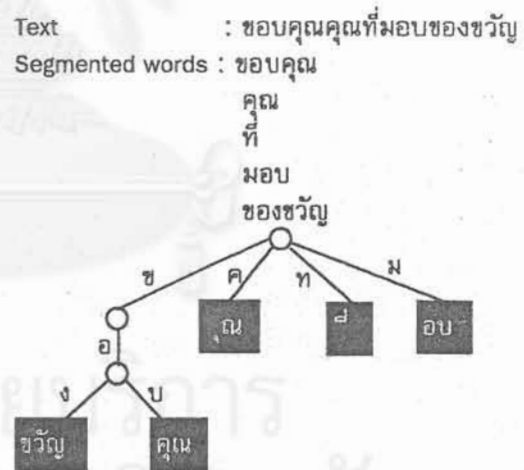 Text : ขอบคุณคุณที่มอบของขวัญ
Segmented words : ขอบคุณ
คุณ
ที่
มอบ
ของขวัญ
ข ค ท ม
ุณ ี่ อบ
อ
ง บ
ขวัญ คุณ